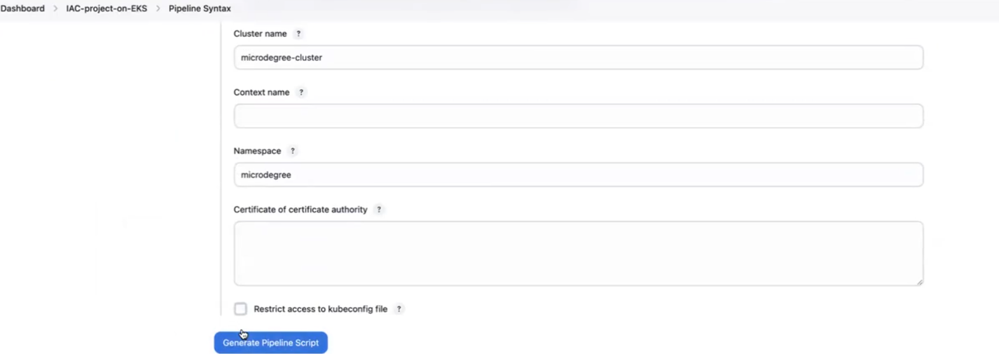 Dashboard > IAC-project-on-EKS > Pipeline Syntax
Cluster name ?
microdegree-cluster
Context name ?
Namespace ?
microdegree
Certificate of certificate authority ?
Restrict access to kubeconfig file ?
Generate Pipeline Script